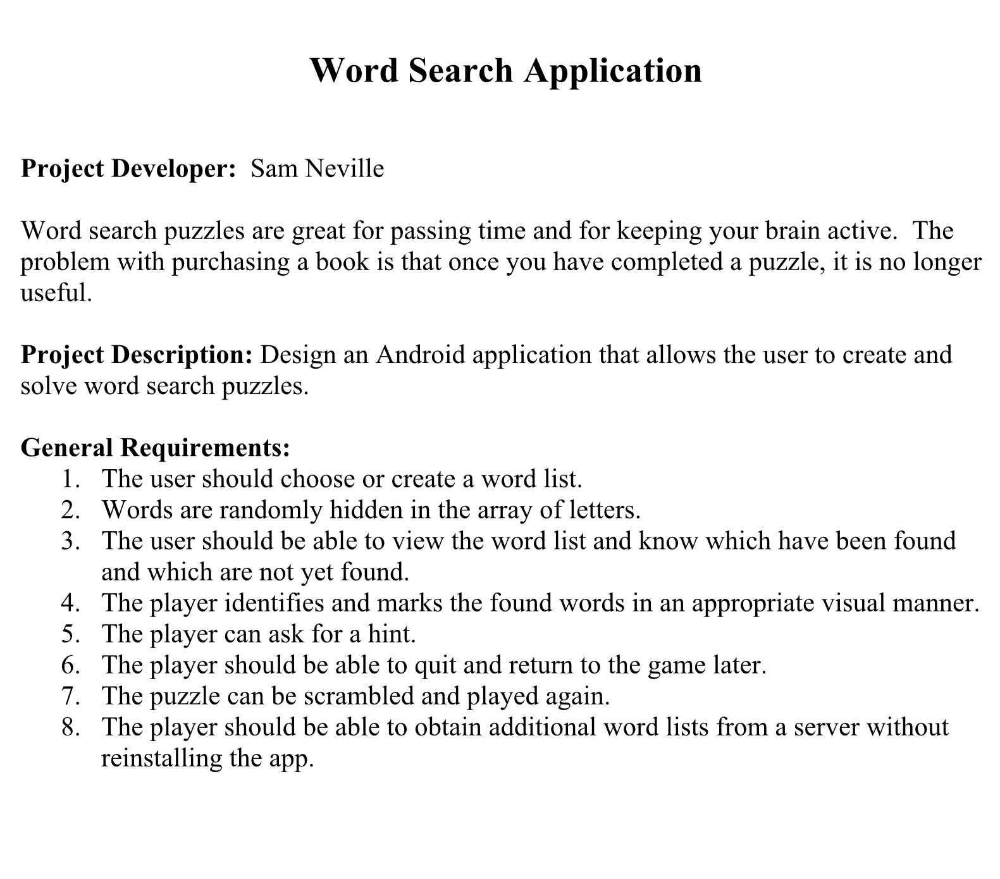 Word Search Application
Project Developer:  Sam Neville
Word search puzzles are great for passing time and for keeping your brain active.  The
problem with purchasing a book is that once you have completed a puzzle, it is no longer
useful.
Project Description: Design an Android application that allows the user to create and
solve word search puzzles.
General Requirements:
1. The user should choose or create a word list.
2. Words are randomly hidden in the array of letters.
3. The user should be able to view the word list and know which have been found
and which are not yet found.
4. The player identifies and marks the found words in an appropriate visual manner.
5. The player can ask for a hint.
6. The player should be able to quit and return to the game later.
7. The puzzle can be scrambled and played again.
8. The player should be able to obtain additional word lists from a server without
reinstalling the app.